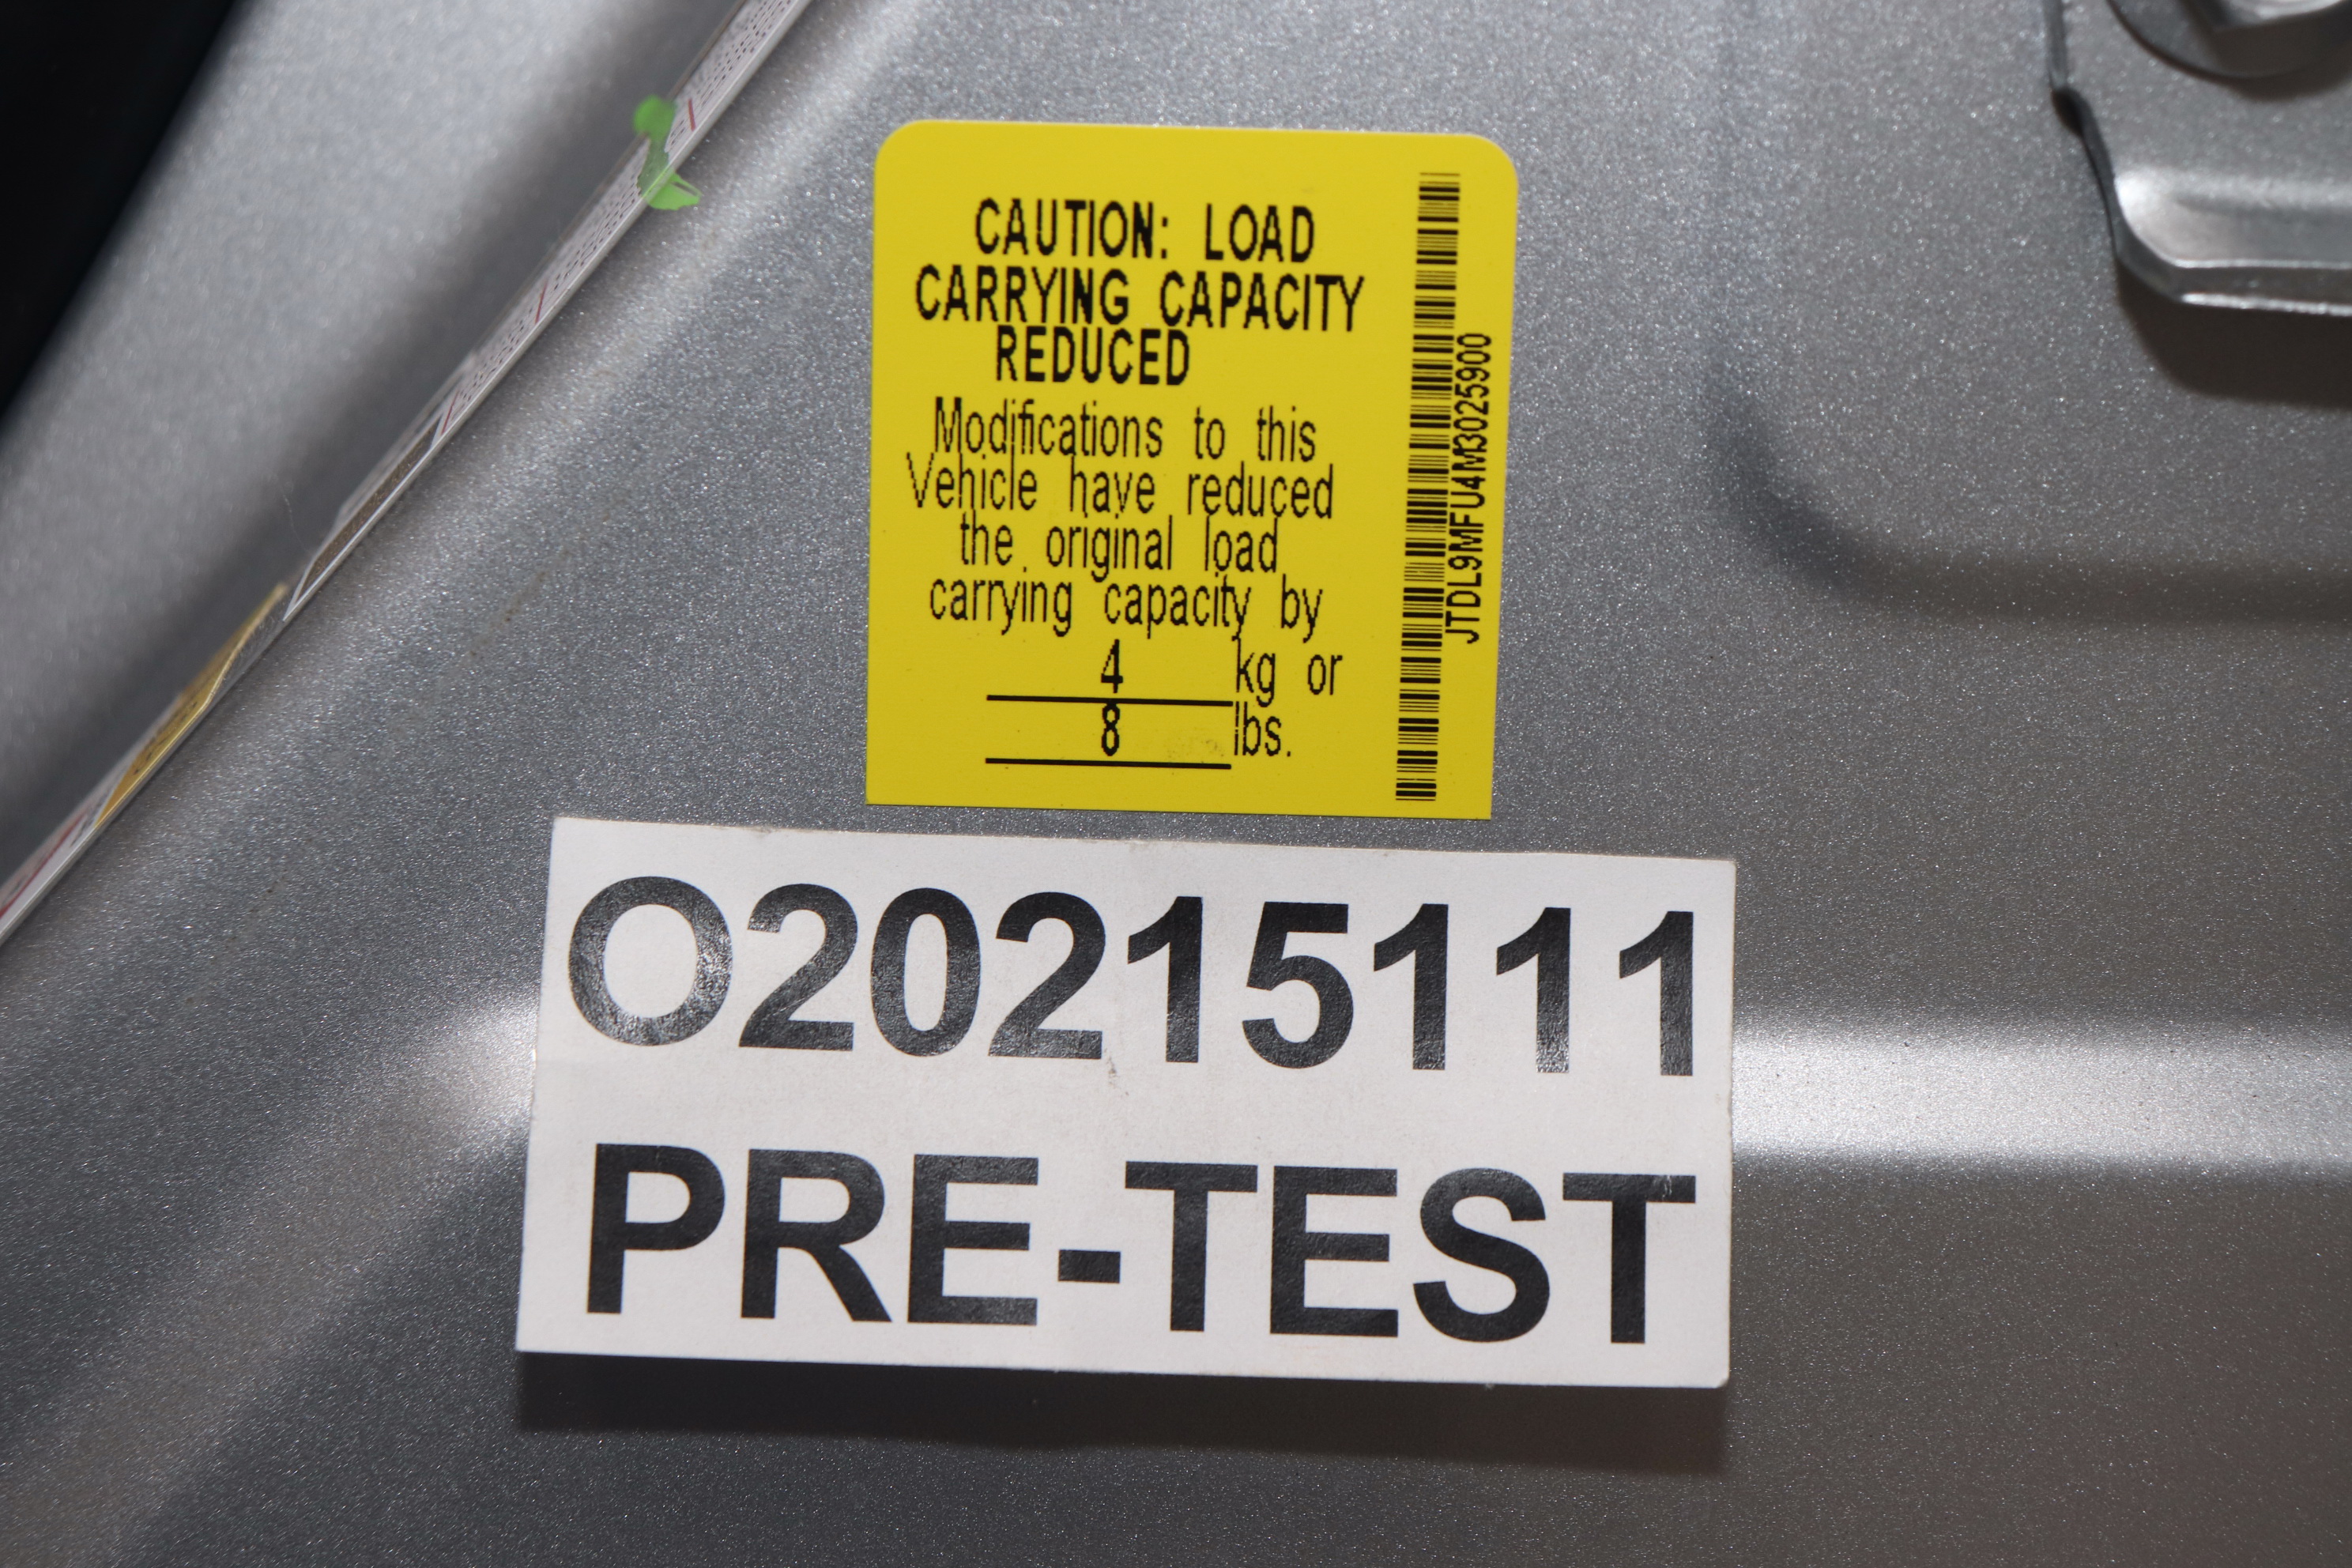 CAUTION: LOAD
CARRYING CAPACITY
REDUCED
Modifications to this
Vehicle have reduced
the original load
carrying capacity by
4 kg or
8 lbs.
JTDL9MFU4M3025900
O20215111
PRE-TEST